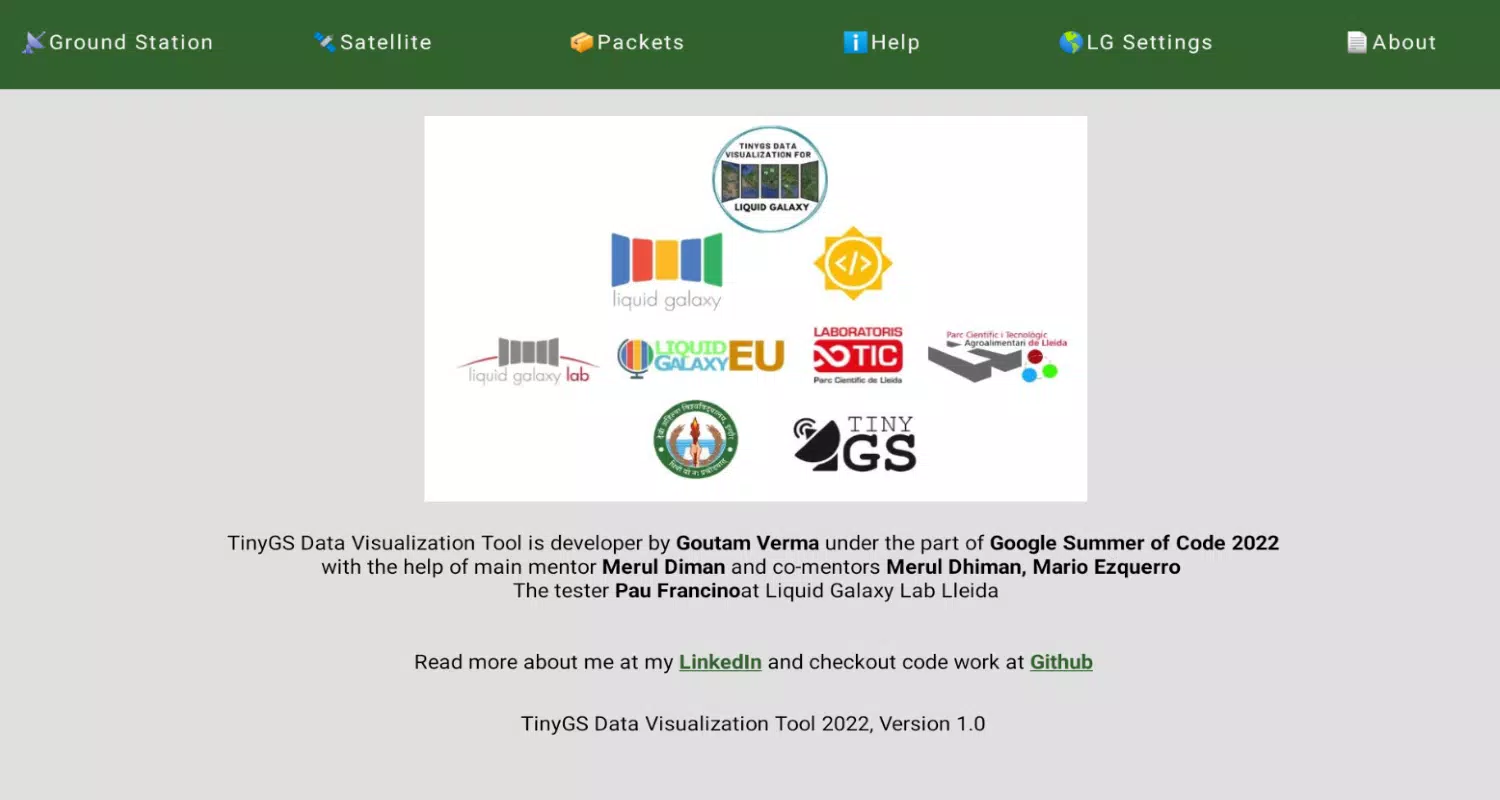 Ground Station
Satellite
Packets
Help
LG Settings
About
TINYGS DATA
VISUALIZATION FOR
LIQUID GALAXY
liquid galaxy
</>
liquid galaxy lab
LIQUID
GALAXY EU
LABORATORIS
TIC
Parc Científic de Lleida
Parc Científic i Tecnològic
Agroalimentari de Lleida
TINY
GS
TinyGS Data Visualization Tool is developer by Goutam Verma under the part of Google Summer of Code 2022
with the help of main mentor Merul Diman and co-mentors Merul Dhiman, Mario Ezquerro
The tester Pau Francinoat Liquid Galaxy Lab Lleida
Read more about me at my LinkedIn and checkout code work at Github
TinyGS Data Visualization Tool 2022, Version 1.0